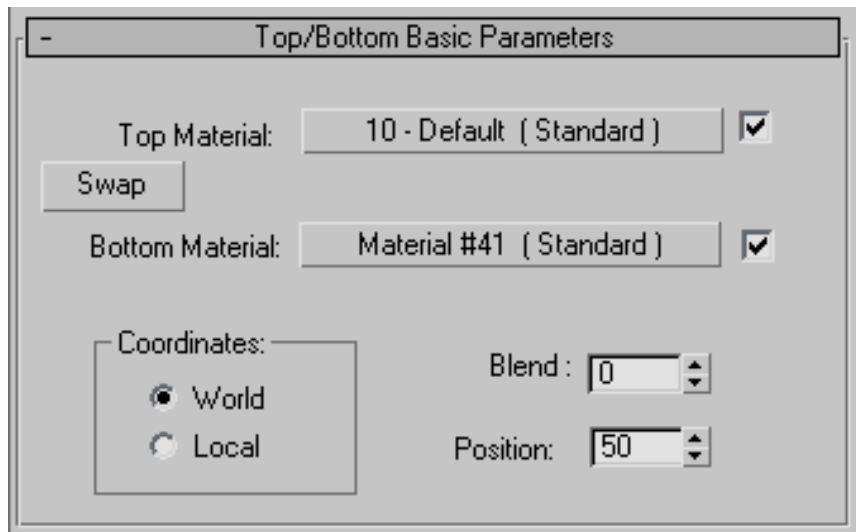 - Top/Bottom Basic Parameters
Top Material: 10 - Default ( Standard )
Swap
Bottom Material: Material #41 ( Standard )
Coordinates:
World
Local
Blend : 0
Position: 50